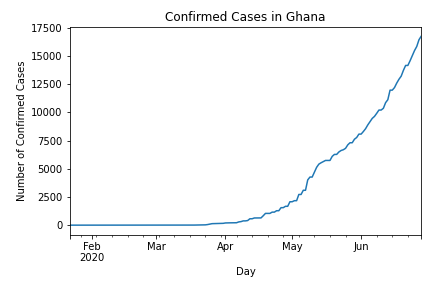 Confirmed Cases in Ghana
17500
15000
12500
10000
7500
5000
2500
0
Number of Confirmed Cases
Feb
2020
Mar
Apr
May
Jun
Day